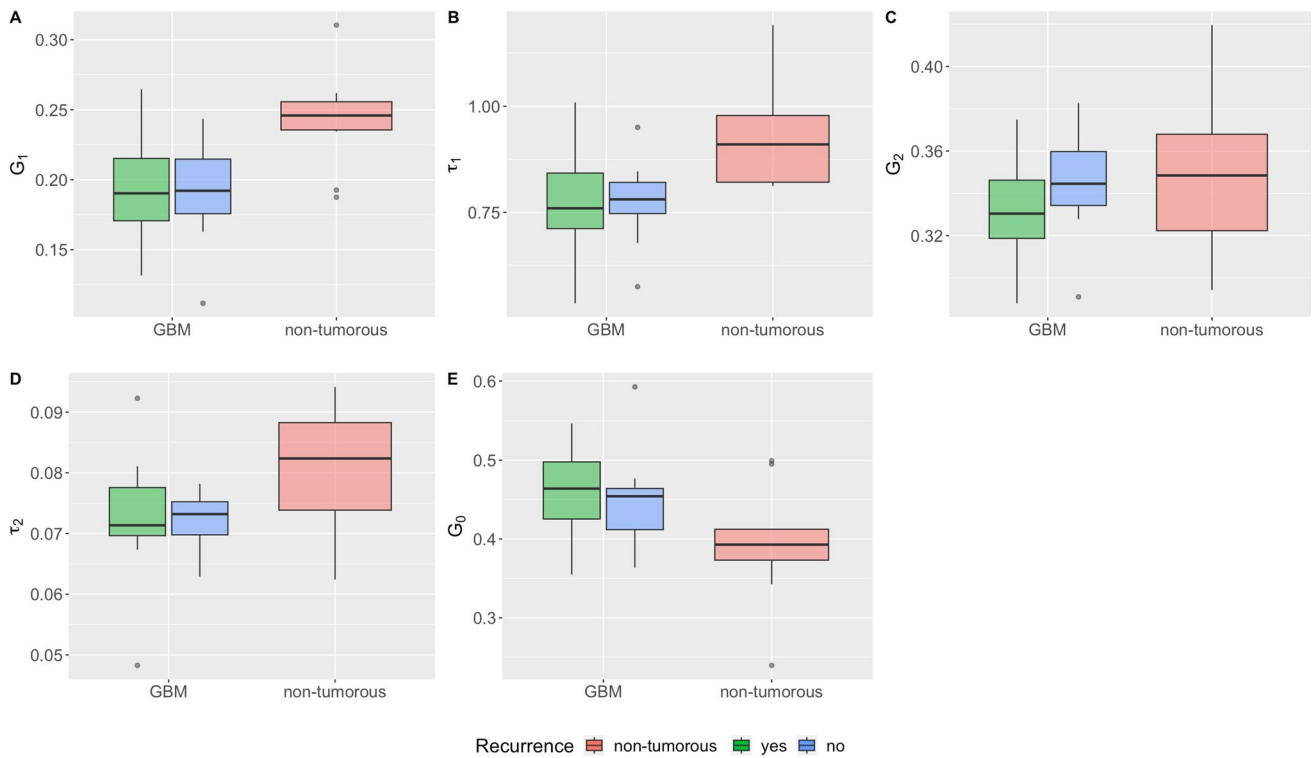 A
G₁
0.30
0.25
0.20
0.15
GBM non-tumorous
B
τ₁
1.00
0.75
GBM non-tumorous
C
G₂
0.40
0.36
0.32
GBM non-tumorous
D
τ₂
0.09
0.08
0.07
0.06
0.05
GBM non-tumorous
E
G₀
0.6
0.5
0.4
0.3
GBM non-tumorous
Recurrence non-tumorous yes no